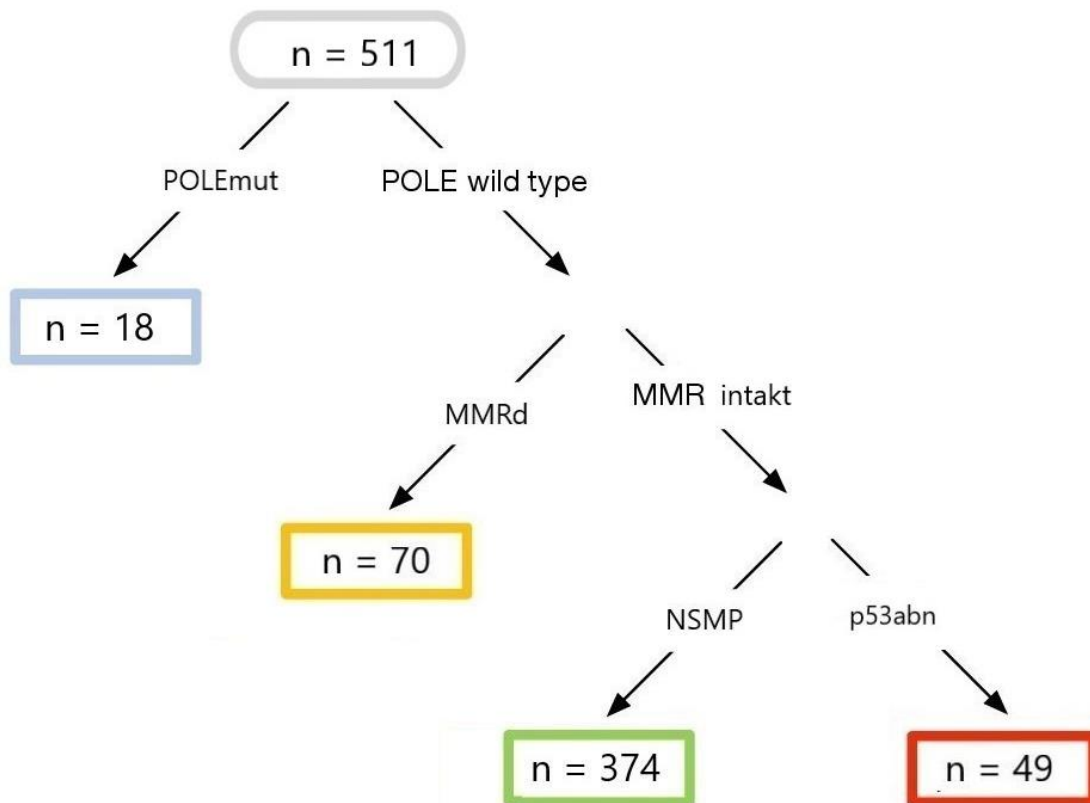 n = 511
POLEmut
POLE wild type
n = 18
MMRd
MMR intakt
n = 70
NSMP
p53abn
n = 374
n = 49